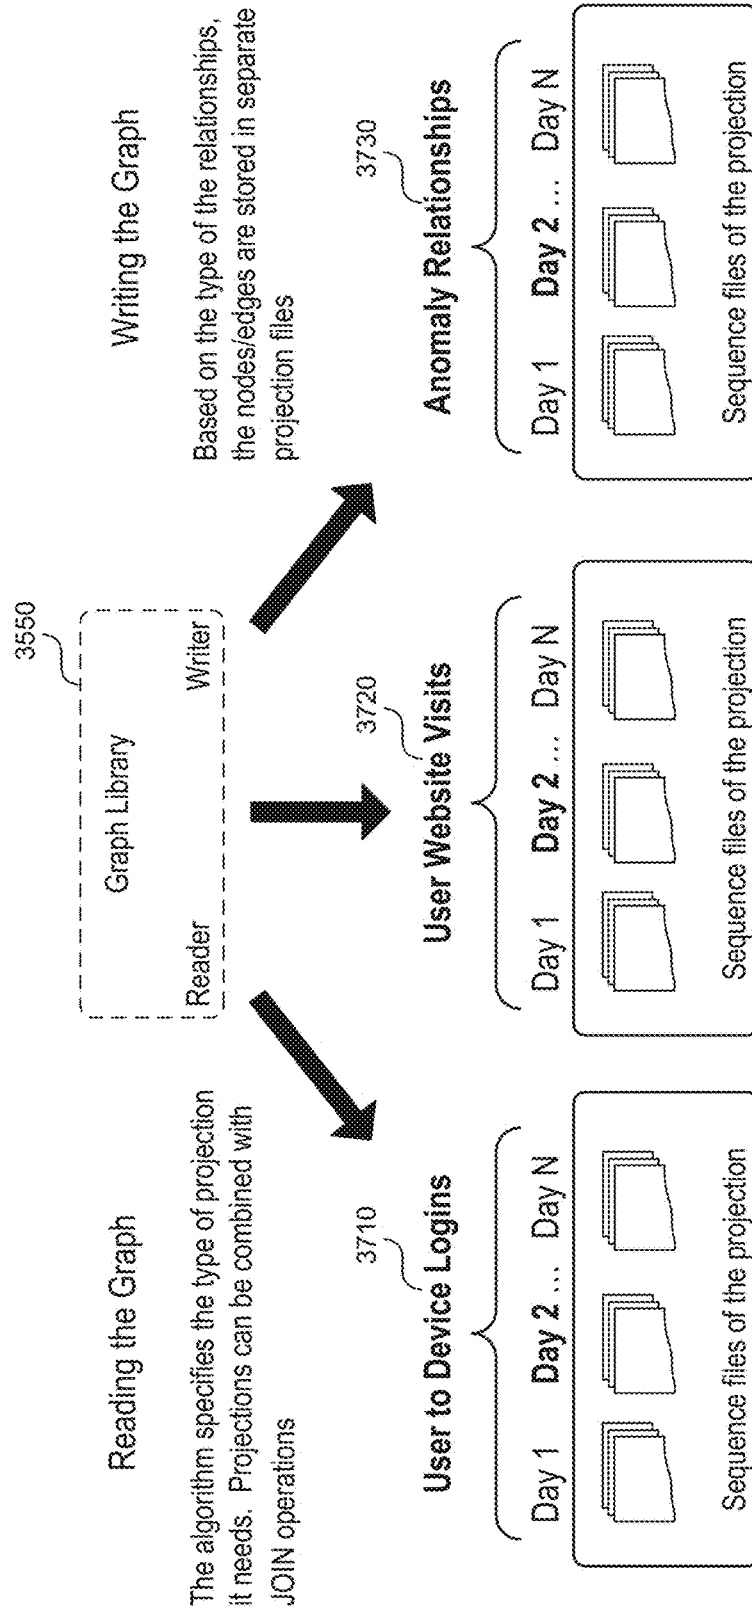 Reading the Graph
The algorithm specifies the type of projection
it needs. Projections can be combined with
JOIN operations
3550
Graph Library
Reader Writer
Writing the Graph
Based on the type of the relationships,
the nodes/edges are stored in separate
projection files
3710
User to Device Logins
Day 1 Day 2 ... Day N
Sequence files of the projection
3720
User Website Visits
Day 1 Day 2 ... Day N
Sequence files of the projection
3730
Anomaly Relationships
Day 1 Day 2 ... Day N
Sequence files of the projection